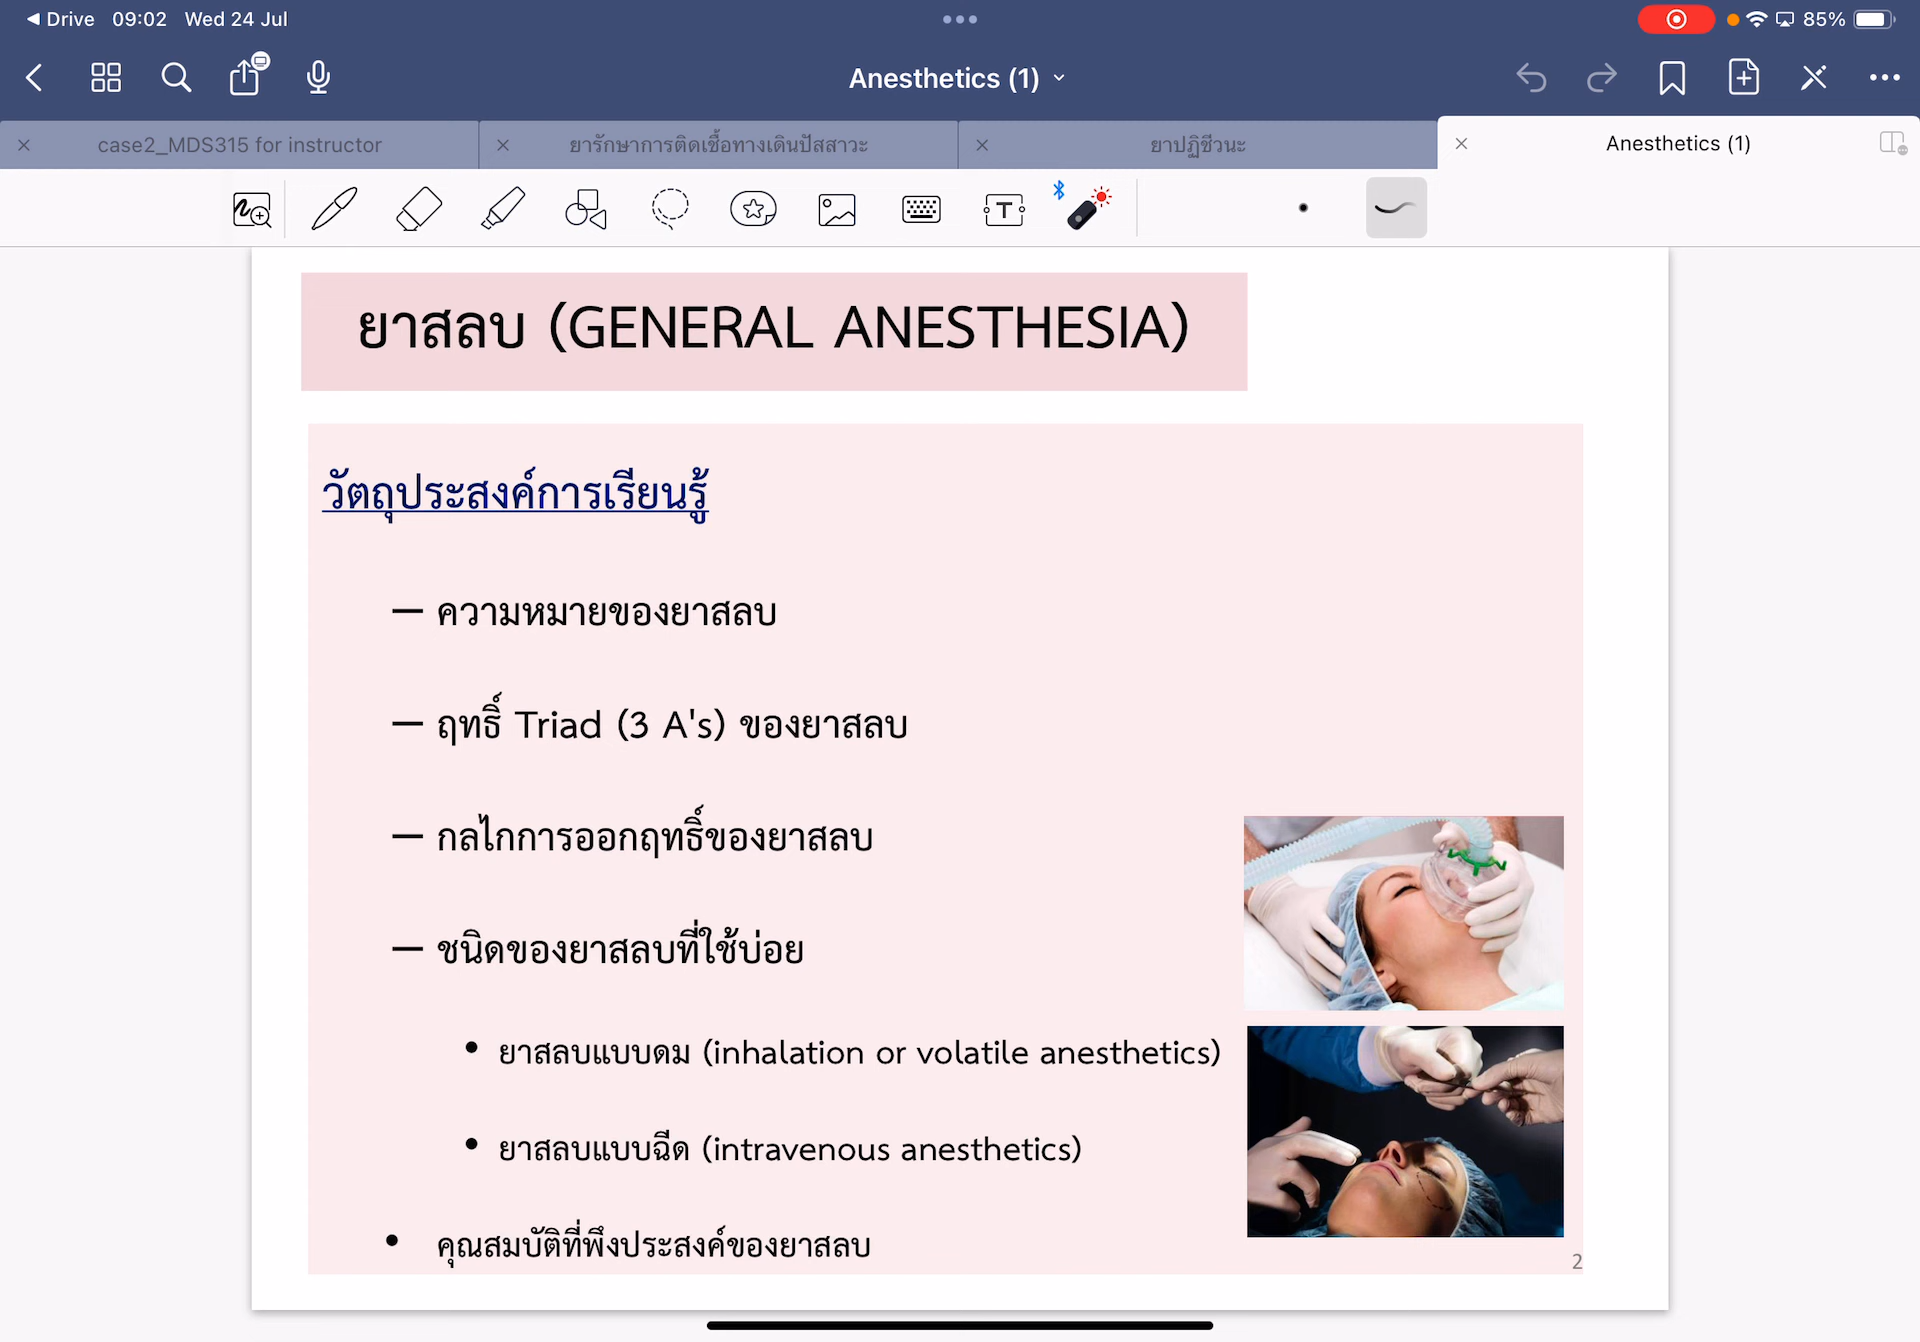 Drive 09:02 Wed 24 Jul
85%
Anesthetics (1)
case2_MDS315 for instructor
ยารักษาการติดเชื้อทางเดินปัสสาวะ
ยาปฏิชีวนะ
Anesthetics (1)
T
ยาสลบ (GENERAL ANESTHESIA)
วัตถุประสงค์การเรียนรู้
— ความหมายของยาสลบ
— ฤทธิ์ Triad (3 A's) ของยาสลบ
— กลไกการออกฤทธิ์ของยาสลบ
— ชนิดของยาสลบที่ใช้บ่อย
• ยาสลบแบบดม (inhalation or volatile anesthetics)
• ยาสลบแบบฉีด (intravenous anesthetics)
• คุณสมบัติที่พึงประสงค์ของยาสลบ
2